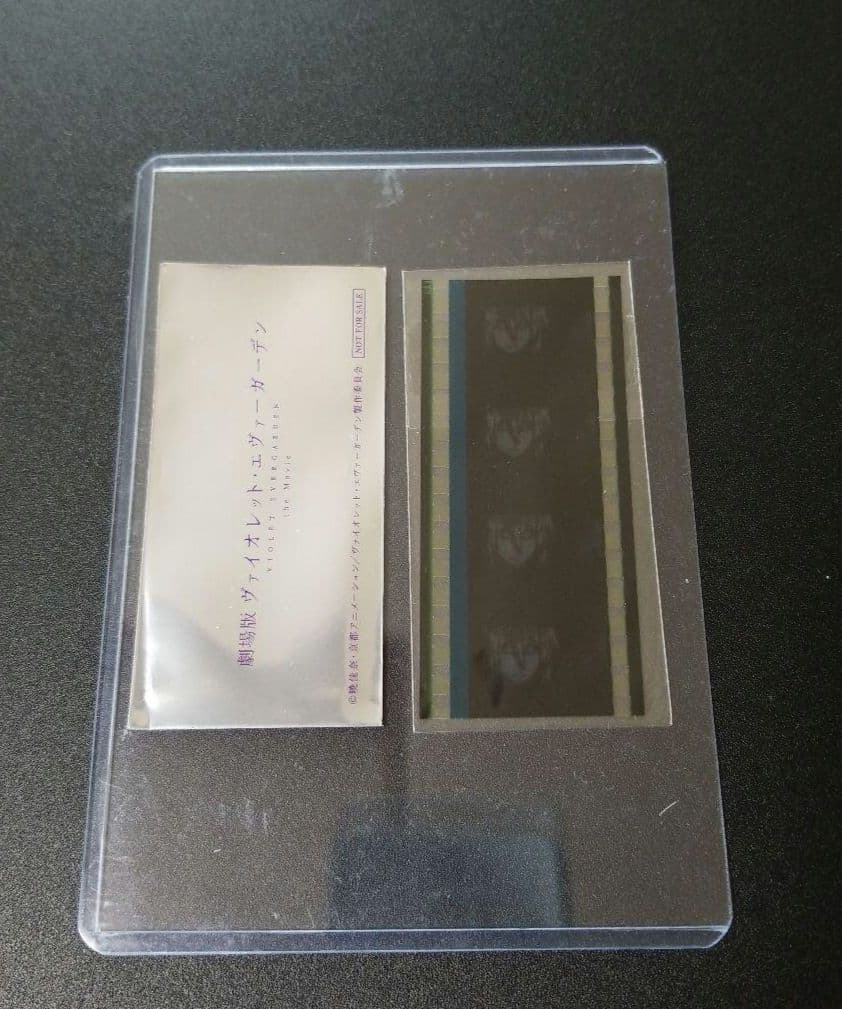 劇場版 ヴァイオレット・エヴァーガーデン
VIOLET EVERGARDEN
the Movie
©暁佳奈・京都アニメーション/ヴァイオレット・エヴァーガーデン製作委員会 NOT FOR SALE